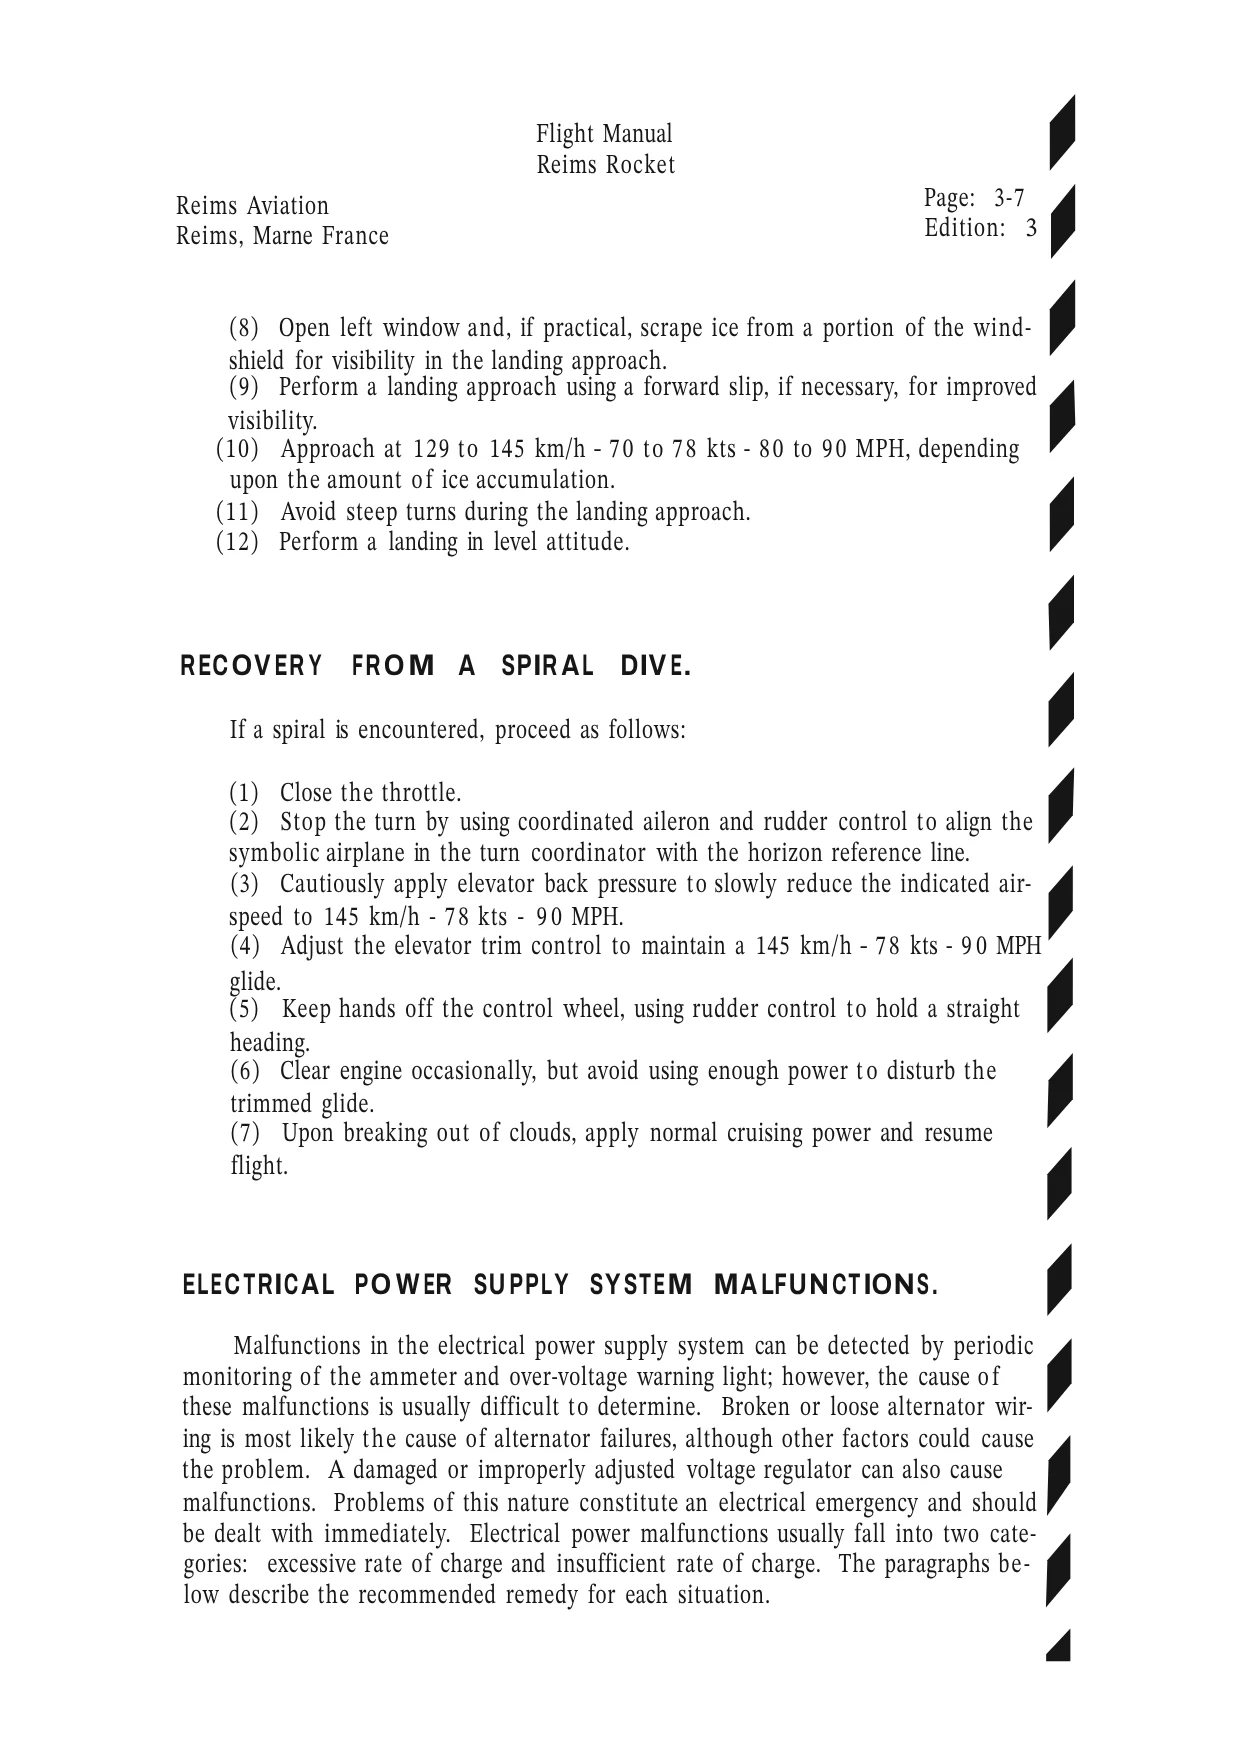 Flight Manual
Reims Rocket
Reims Aviation
Reims, Marne France
Page: 3-7
Edition: 3
(8) Open left window and, if practical, scrape ice from a portion of the wind-
shield for visibility in the landing approach.
(9) Perform a landing approach using a forward slip, if necessary, for improved
visibility.
(10) Approach at 129 to 145 km/h - 70 to 78 kts - 80 to 90 MPH, depending
upon the amount of ice accumulation.
(11) Avoid steep turns during the landing approach.
(12) Perform a landing in level attitude.
RECOVERY FROM A SPIRAL DIVE.
If a spiral is encountered, proceed as follows:
(1) Close the throttle.
(2) Stop the turn by using coordinated aileron and rudder control to align the
symbolic airplane in the turn coordinator with the horizon reference line.
(3) Cautiously apply elevator back pressure to slowly reduce the indicated air-
speed to 145 km/h - 78 kts - 90 MPH.
(4) Adjust the elevator trim control to maintain a 145 km/h - 78 kts - 90 MPH
glide.
(5) Keep hands off the control wheel, using rudder control to hold a straight
heading.
(6) Clear engine occasionally, but avoid using enough power to disturb the
trimmed glide.
(7) Upon breaking out of clouds, apply normal cruising power and resume
flight.
ELECTRICAL POWER SUPPLY SYSTEM MALFUNCTIONS.
Malfunctions in the electrical power supply system can be detected by periodic
monitoring of the ammeter and over-voltage warning light; however, the cause of
these malfunctions is usually difficult to determine. Broken or loose alternator wir-
ing is most likely the cause of alternator failures, although other factors could cause
the problem. A damaged or improperly adjusted voltage regulator can also cause
malfunctions. Problems of this nature constitute an electrical emergency and should
be dealt with immediately. Electrical power malfunctions usually fall into two cate-
gories: excessive rate of charge and insufficient rate of charge. The paragraphs be-
low describe the recommended remedy for each situation.